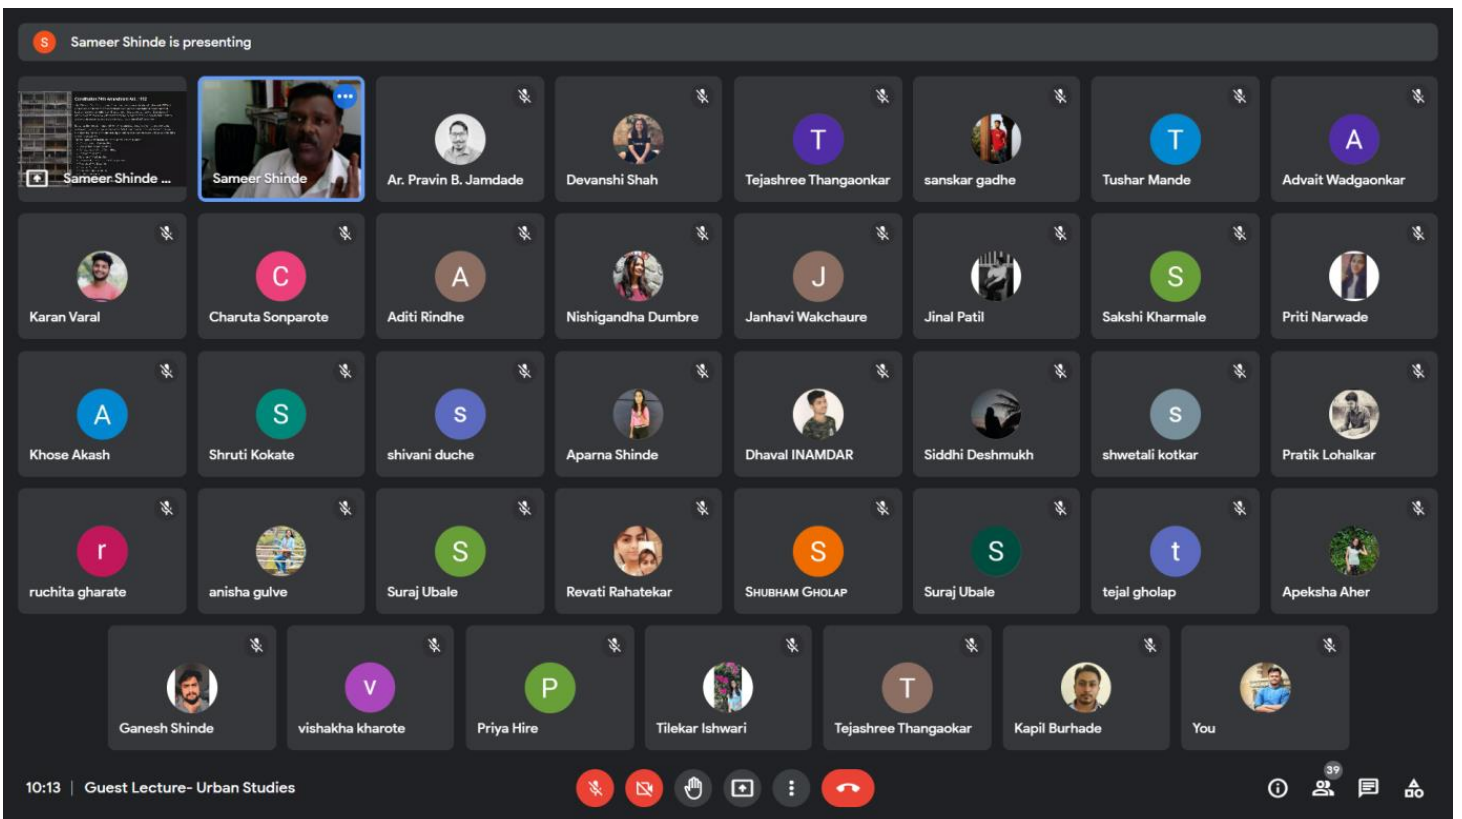 S Sameer Shinde is presenting
Constitution 74th Amendment Act
Sameer Shinde ...
Sameer Shinde
Ar. Pravin B. Jamdade
Devanshi Shah
T
Tejashree Thangaonkar
sanskar gadhe
T
Tushar Mande
A
Advait Wadgaonkar
Karan Varal
C
Charuta Sonparote
A
Aditi Rindhe
Nishigandha Dumbre
J
Janhavi Wakchaure
Jinal Patil
S
Sakshi Kharmale
Priti Narwade
A
Khose Akash
S
Shruti Kokate
s
shivani duche
Aparna Shinde
Dhaval INAMDAR
Siddhi Deshmukh
s
shwetali kotkar
Pratik Lohalkar
r
ruchita gharate
anisha gulve
S
Suraj Ubale
Revati Rahatekar
S
SHUBHAM GHOLAP
S
Suraj Ubale
t
tejal gholap
Apeksha Aher
Ganesh Shinde
v
vishakha kharote
P
Priya Hire
Tilekar Ishwari
T
Tejashree Thangaokar
Kapil Burhade
You
10:13 | Guest Lecture- Urban Studies
39